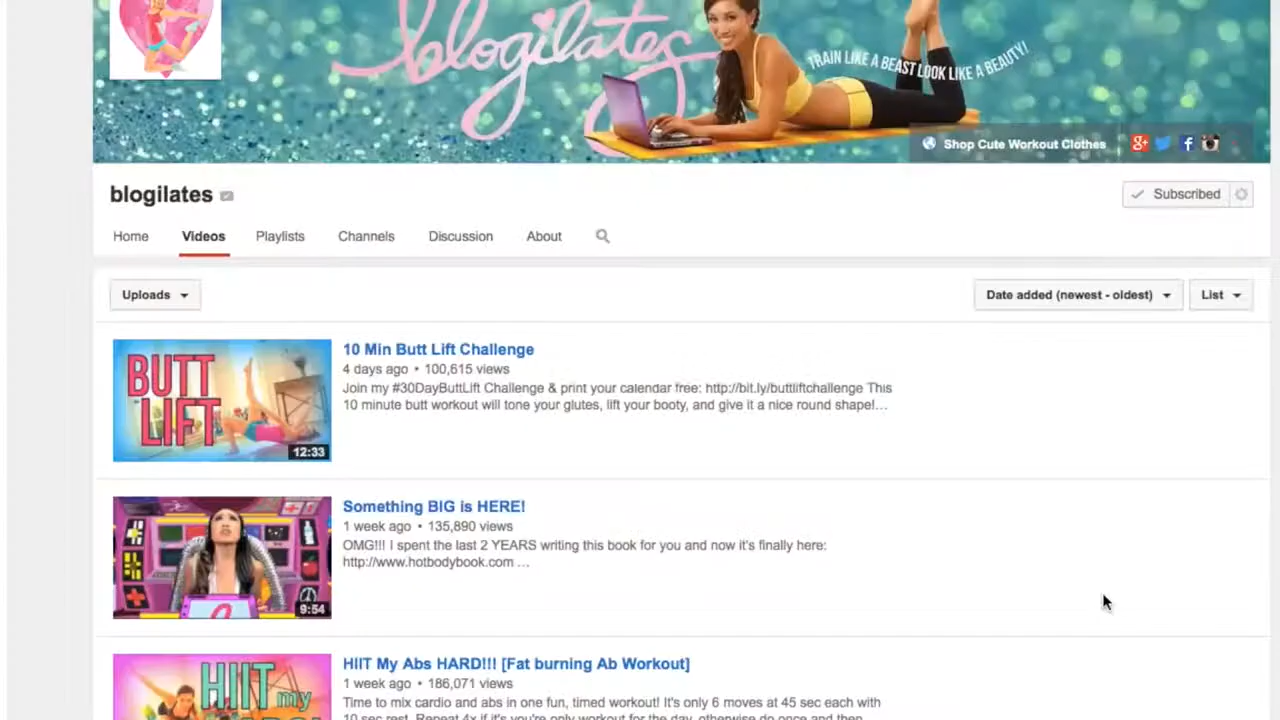 blogilates
TRAIN LIKE A BEAST LOOK LIKE A BEAUTY!
Shop Cute Workout Clothes
g+
f
blogilates
Subscribed
Home
Videos
Playlists
Channels
Discussion
About
Uploads
Date added (newest - oldest)
List
BUTT
LIFT
12:33
10 Min Butt Lift Challenge
4 days ago • 100,615 views
Join my #30DayButtLift Challenge & print your calendar free: http://bit.ly/buttliftchallenge This
10 minute butt workout will tone your glutes, lift your booty, and give it a nice round shape!...
9:54
Something BIG is HERE!
1 week ago • 135,890 views
OMG!!! I spent the last 2 YEARS writing this book for you and now it's finally here:
http://www.hotbodybook.com ...
HIIT my
HIIT My Abs HARD!!! [Fat burning Ab Workout]
1 week ago • 186,071 views
Time to mix cardio and abs in one fun, timed workout! It's only 6 moves at 45 sec each with
10 sec rest. Repeat 4x if it's you're only workout for the day, otherwise do once and then